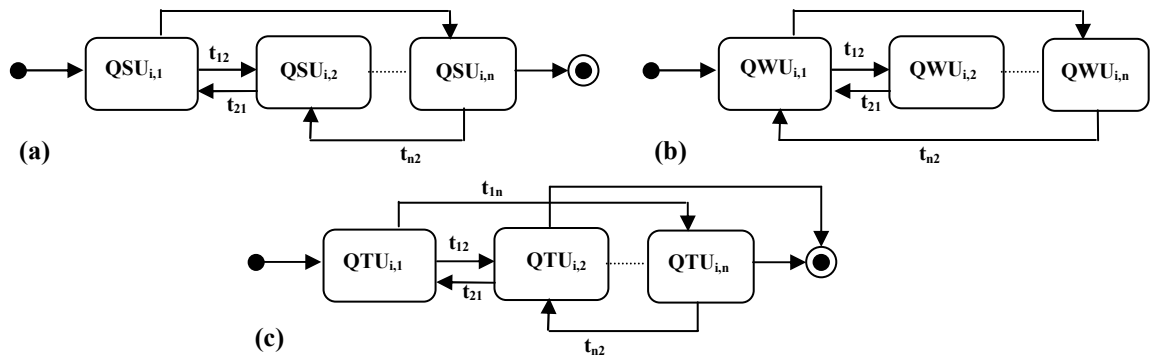 t12
QSUi,1
QSUi,2
QSUi,n
t21
tn2
(a)
t12
QWUi,1
QWUi,2
QWUi,n
t21
tn2
(b)
t1n
t12
QTUi,1
QTUi,2
QTUi,n
t21
tn2
(c)